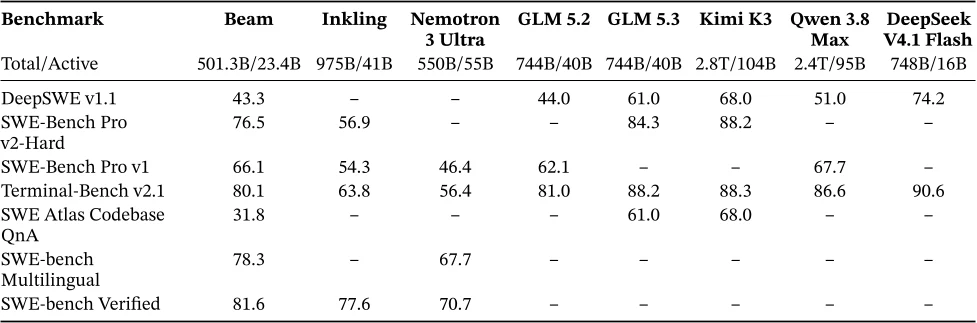 Benchmark Beam Inkling Nemotron 3 Ultra GLM 5.2 GLM 5.3 Kimi K3 Qwen 3.8 Max DeepSeek V4.1 Flash
Total/Active 501.3B/23.4B 975B/41B 550B/55B 744B/40B 744B/40B 2.8T/104B 2.4T/95B 748B/16B
DeepSWE v1.1 43.3 – – 44.0 61.0 68.0 51.0 74.2
SWE-Bench Pro v2-Hard 76.5 56.9 – – 84.3 88.2 – –
SWE-Bench Pro v1 66.1 54.3 46.4 62.1 – – 67.7 –
Terminal-Bench v2.1 80.1 63.8 56.4 81.0 88.2 88.3 86.6 90.6
SWE Atlas Codebase QnA 31.8 – – – 61.0 68.0 – –
SWE-bench Multilingual 78.3 – 67.7 – – – – –
SWE-bench Verified 81.6 77.6 70.7 – – – – –